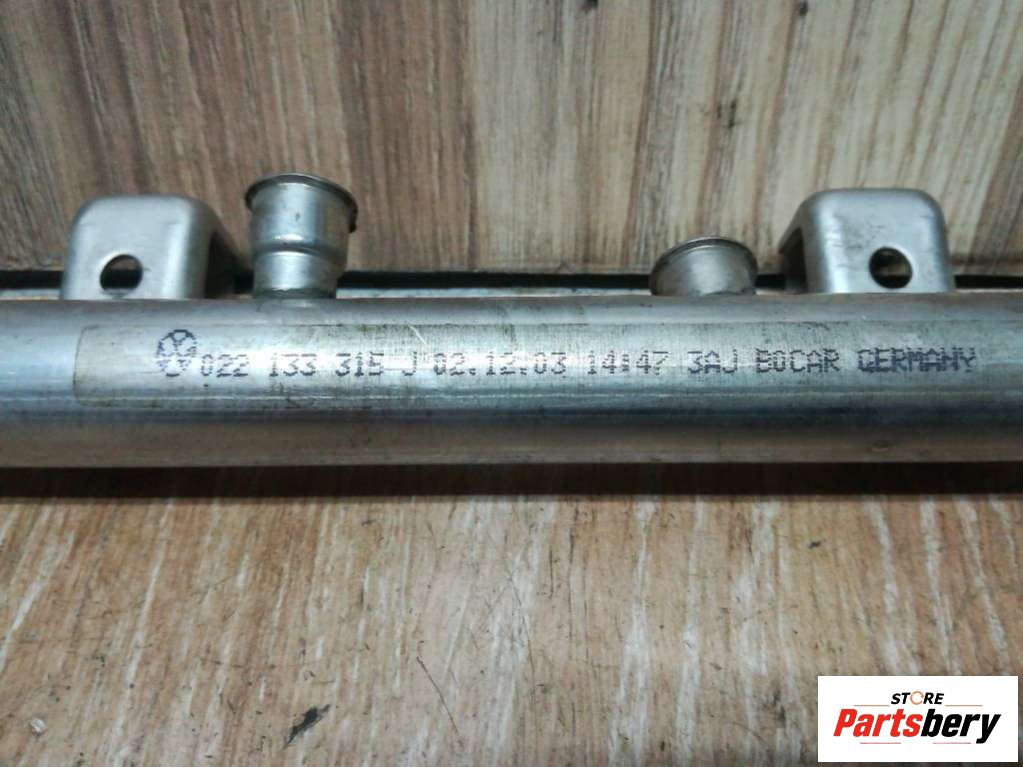 022 133 315 J 02.12.03 14:47 3AJ BOCAR GERMANY
STORE
Partsbery